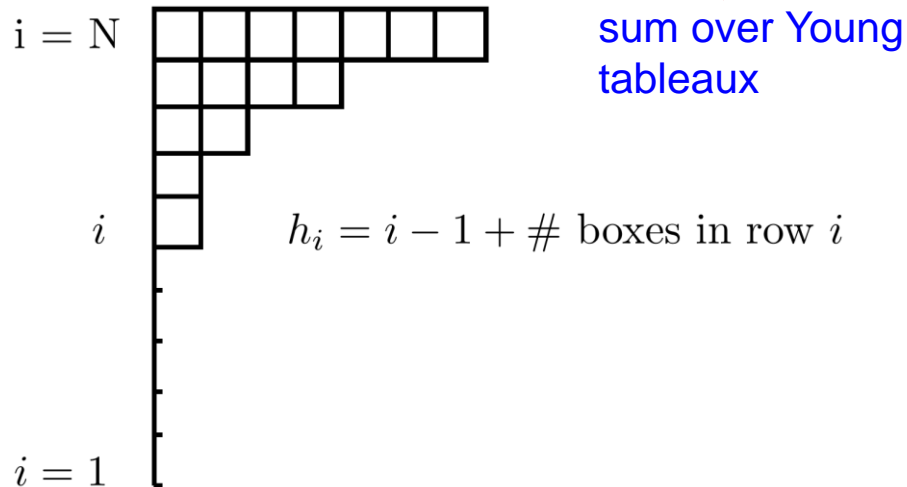 i = N
sum over Young
tableaux
i
h_i = i − 1 + # boxes in row i
i = 1